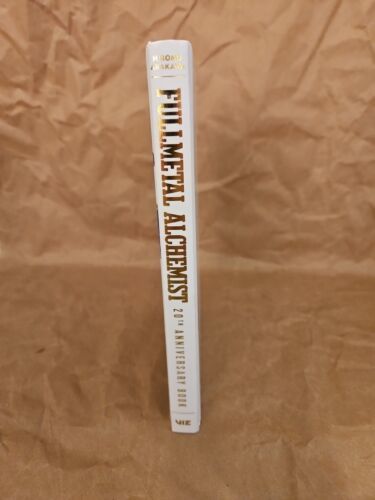 HIROMU
ARAKAWA
FULLMETAL ALCHEMIST
20TH ANNIVERSARY BOOK
VIZ